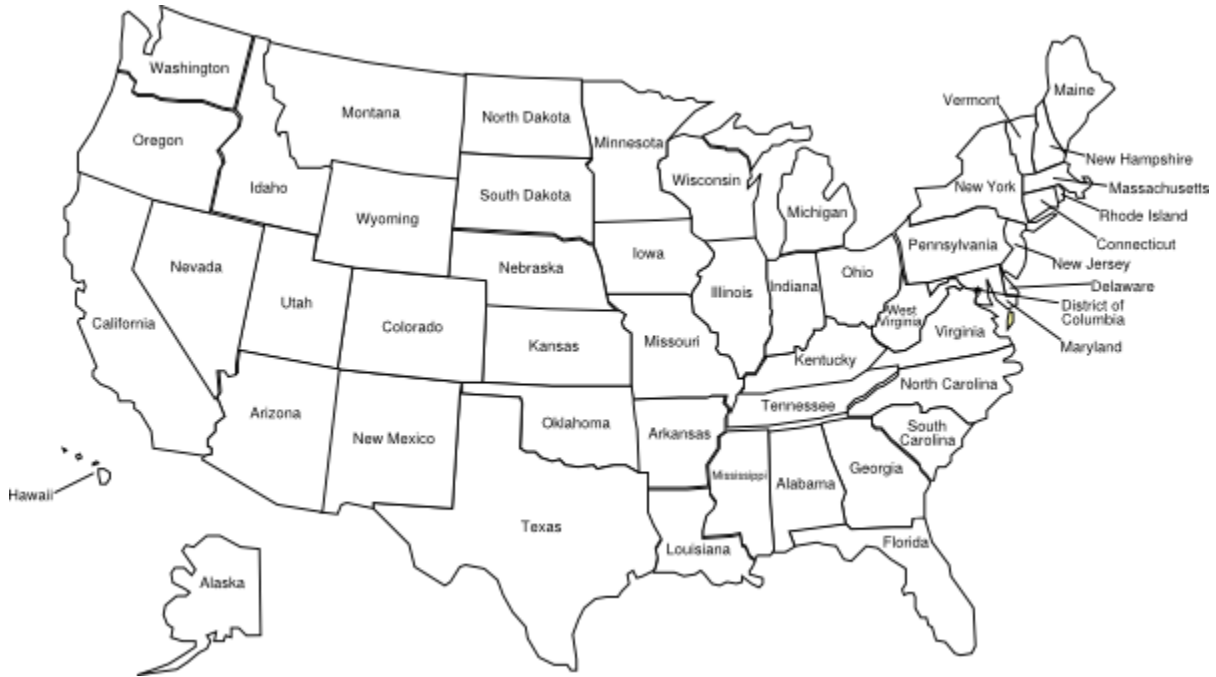 Washington
Montana
North Dakota
Minnesota
Vermont
Maine
Oregon
Idaho
South Dakota
Wisconsin
Michigan
New York
New Hampshire
Massachusetts
Rhode Island
Connecticut
Wyoming
Nevada
Utah
Colorado
Nebraska
Iowa
Illinois
Indiana
Ohio
Pennsylvania
New Jersey
Delaware
District of
Columbia
Maryland
California
Kansas
Missouri
Kentucky
West
Virginia
Virginia
Arizona
New Mexico
Oklahoma
Arkansas
Tennessee
North Carolina
South
Carolina
Hawaii
Texas
Louisiana
Mississippi
Alabama
Georgia
Florida
Alaska